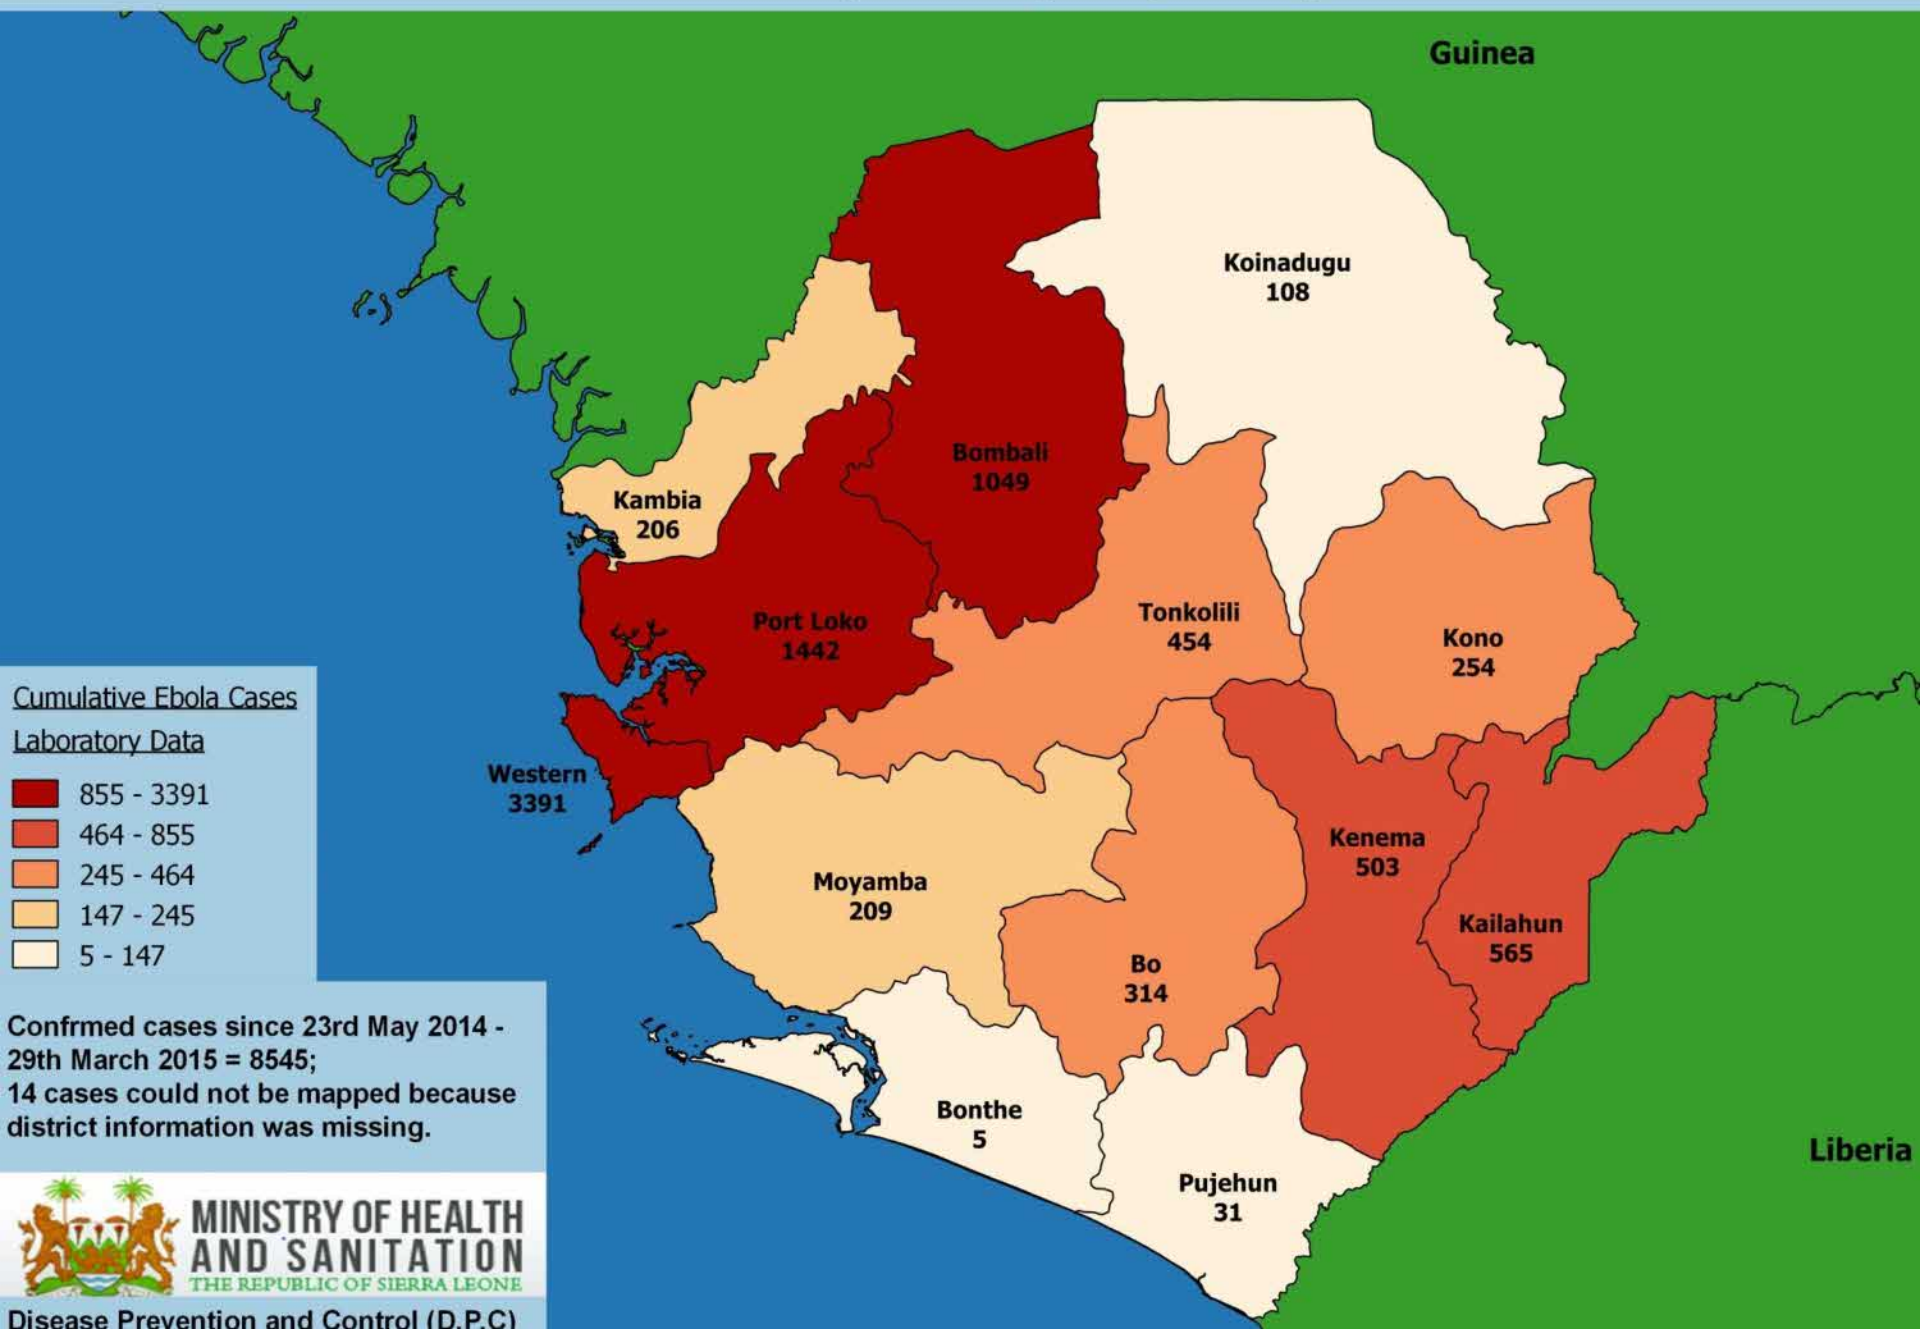 Guinea
Koinadugu
108
Bombali
1049
Kambia
206
Port Loko
1442
Tonkolili
454
Kono
254
Western
3391
Moyamba
209
Kenema
503
Kailahun
565
Bo
314
Bonthe
5
Pujehun
31
Liberia
Cumulative Ebola Cases
Laboratory Data
855 - 3391
464 - 855
245 - 464
147 - 245
5 - 147
Confrmed cases since 23rd May 2014 -
29th March 2015 = 8545;
14 cases could not be mapped because
district information was missing.
MINISTRY OF HEALTH
AND SANITATION
THE REPUBLIC OF SIERRA LEONE
Disease Prevention and Control (D.P.C)